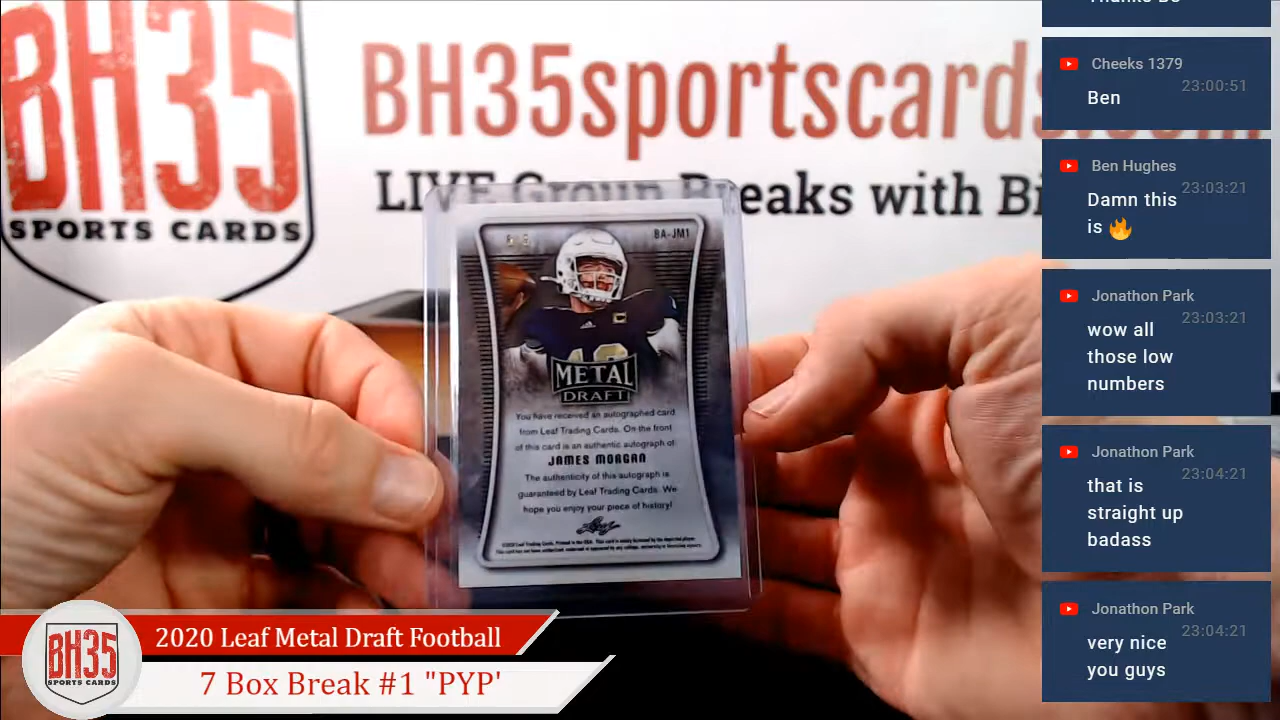 BH35
SPORTS CARDS
BH35sportscards.com
LIVE Group Breaks with Bi
BA-JM1
METAL
DRAFT
You have received an autographed card
from Leaf Trading Cards. On the front
of this card is an authentic autograph of:
JAMES MORGAN
The authenticity of this autograph is
guaranteed by Leaf Trading Cards. We
hope you enjoy your piece of history!
Leaf
2020 Leaf Metal Draft Football
7 Box Break #1 "PYP'
BH35
SPORTS CARDS
Cheeks 1379
23:00:51
Ben
Ben Hughes
23:03:21
Damn this
is 🔥
Jonathon Park
23:03:21
wow all
those low
numbers
Jonathon Park
23:04:21
that is
straight up
badass
Jonathon Park
23:04:21
very nice
you guys